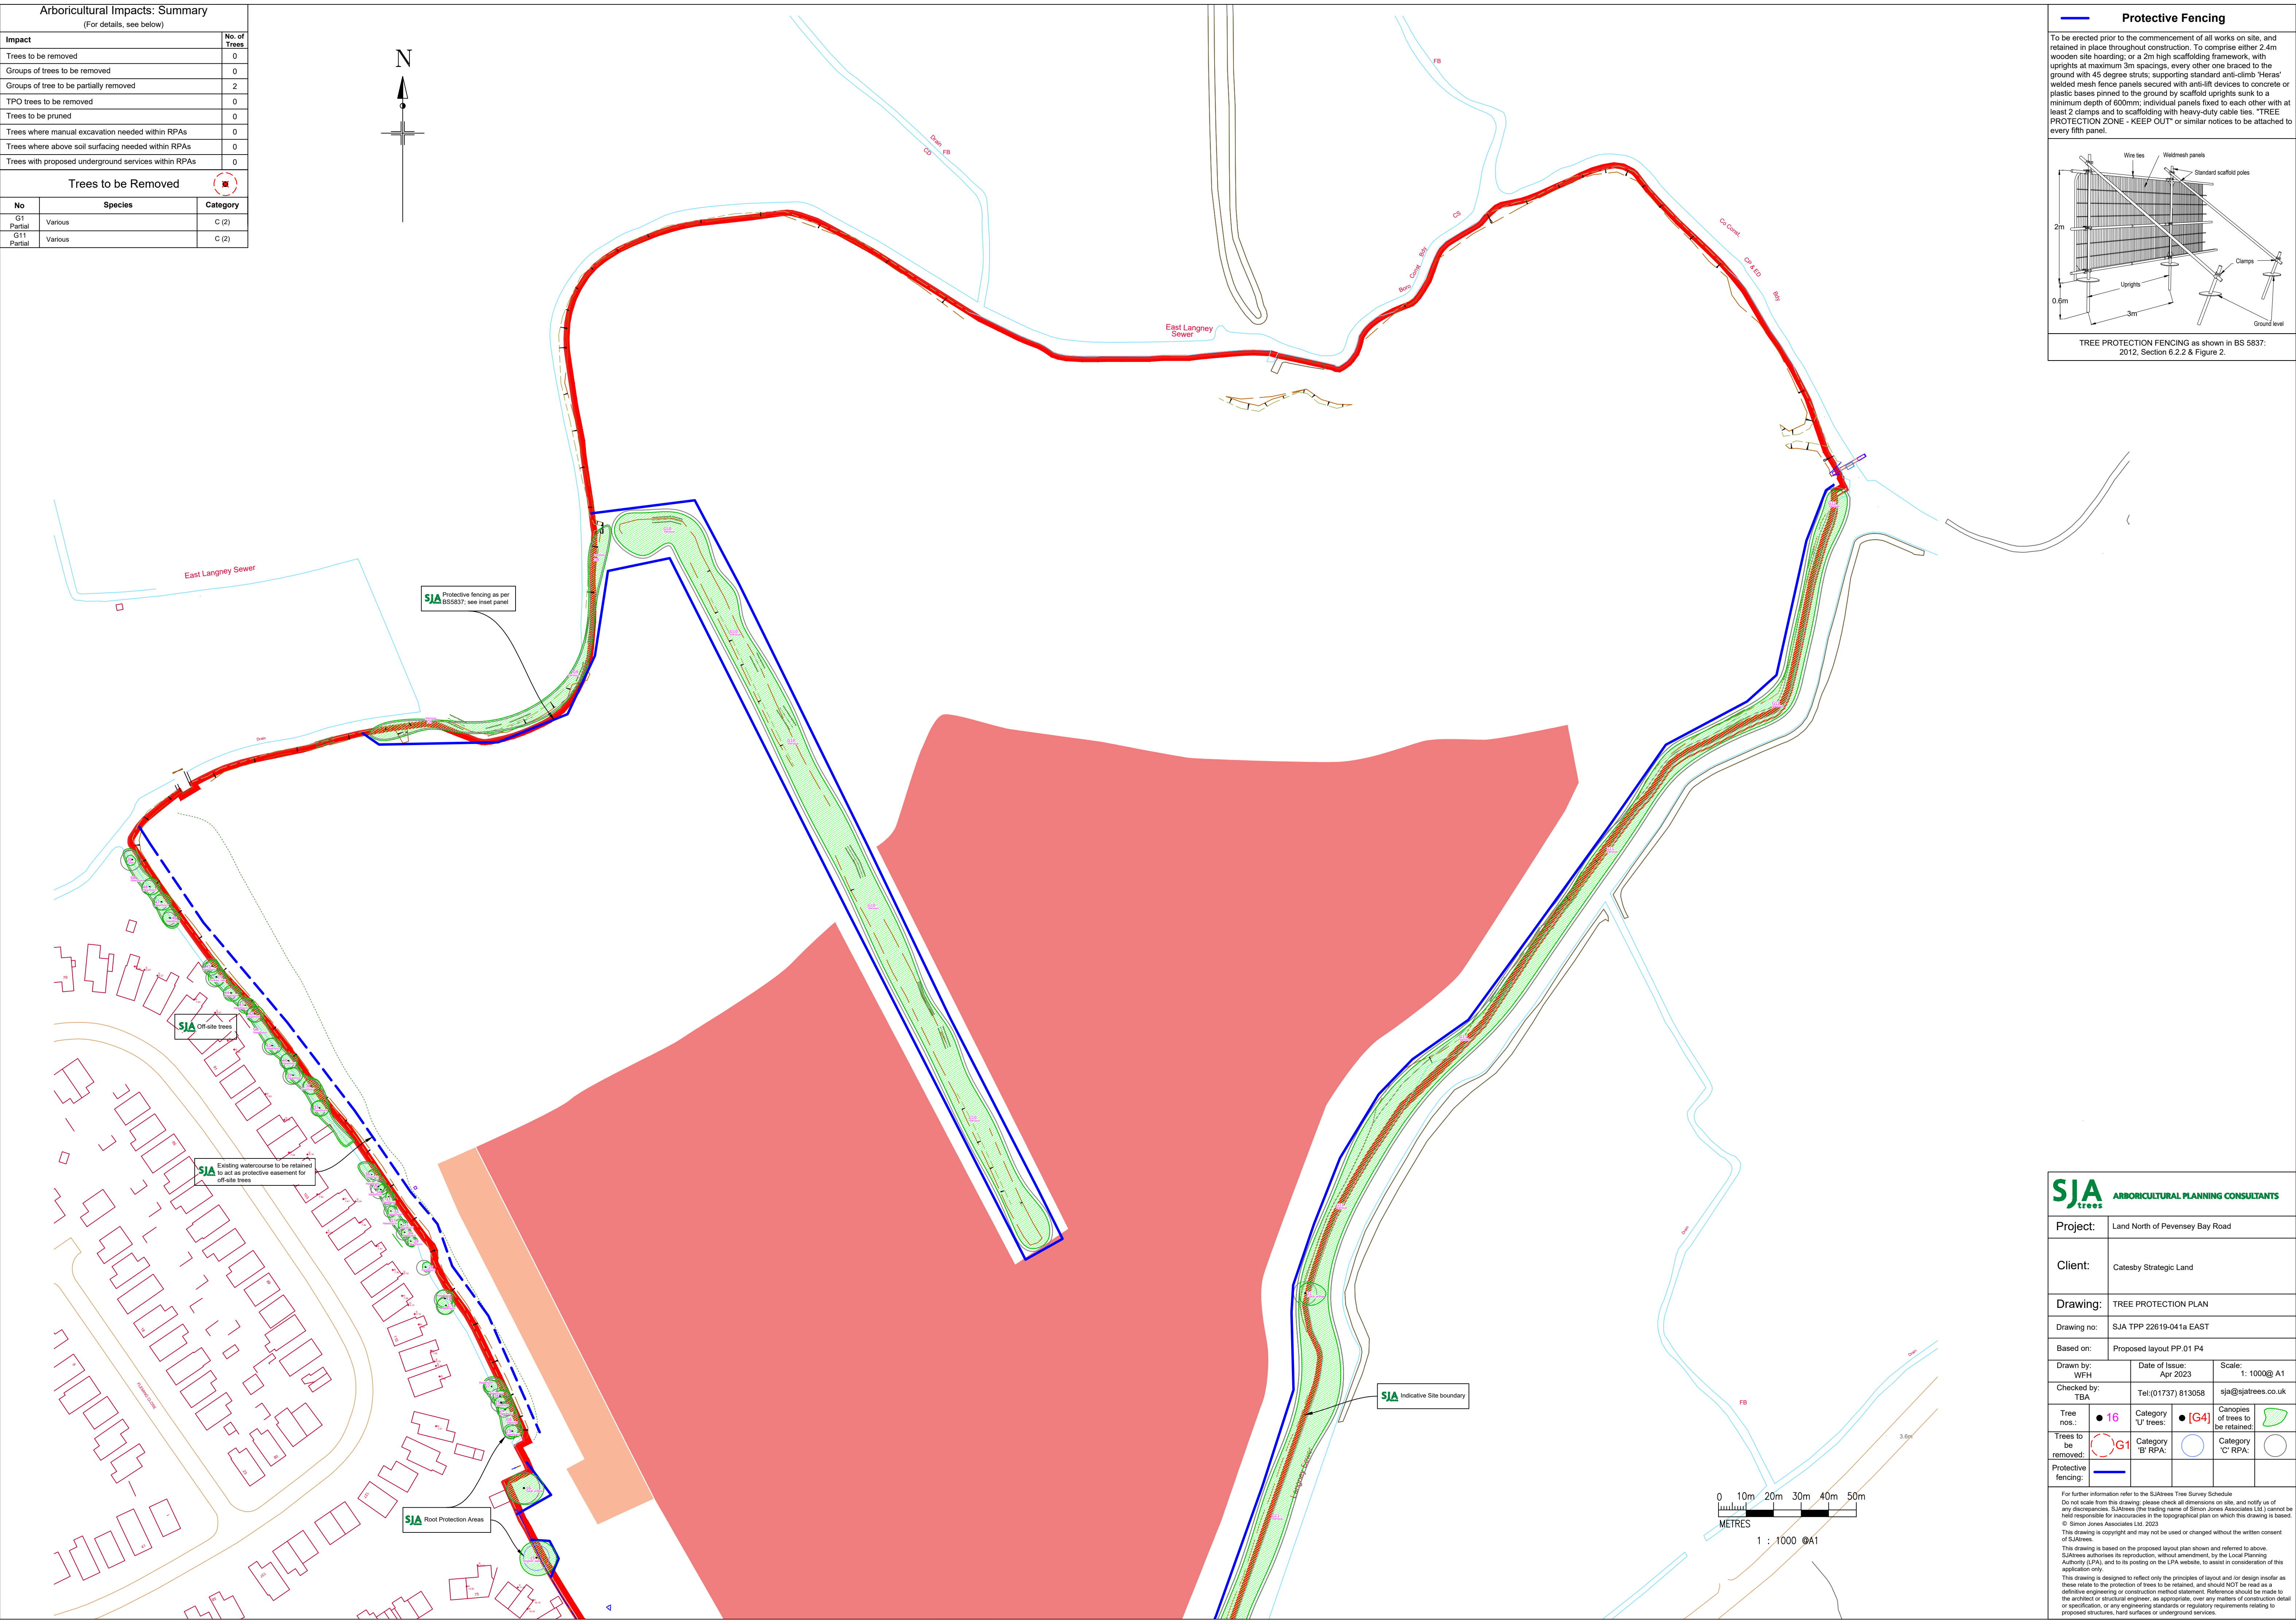 Arboricultural Impacts: Summary
(For details, see below)
Impact No. of Trees
Trees to be removed 0
Groups of trees to be removed 0
Groups of tree to be partially removed 2
TPO trees to be removed 0
Trees to be pruned 0
Trees where manual excavation needed within RPAs 0
Trees where above soil surfacing needed within RPAs 0
Trees with proposed underground services within RPAs 0
Trees to be Removed
No Species Category
G1 Partial Various C (2)
G11 Partial Various C (2)
N
Drain
CD
FB
FB
CS
Boro Const Bdy
Co Const,
CP & ED
Bdy
East Langney
Sewer
East Langney Sewer
Drain
SJA Protective fencing as per
BS5837; see inset panel
SJA Off-site trees
SJA Existing watercourse to be retained
to act as protective easement for
off-site trees
SJA Root Protection Areas
SJA Indicative Site boundary
Langney Sewer
Drain
Drain
FB
3.6m
0 10m 20m 30m 40m 50m
METRES
1 : 1000 @A1
Protective Fencing
To be erected prior to the commencement of all works on site, and
retained in place throughout construction. To comprise either 2.4m
wooden site hoarding; or a 2m high scaffolding framework, with
uprights at maximum 3m spacings, every other one braced to the
ground with 45 degree struts; supporting standard anti-climb 'Heras'
welded mesh fence panels secured with anti-lift devices to concrete or
plastic bases pinned to the ground by scaffold uprights sunk to a
minimum depth of 600mm; individual panels fixed to each other with at
least 2 clamps and to scaffolding with heavy-duty cable ties. "TREE
PROTECTION ZONE - KEEP OUT" or similar notices to be attached to
every fifth panel.
Wire ties
Weldmesh panels
Standard scaffold poles
2m
Clamps
Uprights
0.6m
3m
Ground level
TREE PROTECTION FENCING as shown in BS 5837:
2012, Section 6.2.2 & Figure 2.
SJA trees ARBORICULTURAL PLANNING CONSULTANTS
Project: Land North of Pevensey Bay Road
Client: Catesby Strategic Land
Drawing: TREE PROTECTION PLAN
Drawing no: SJA TPP 22619-041a EAST
Based on: Proposed layout PP.01 P4
Drawn by: WFH Date of Issue: Apr 2023 Scale: 1: 1000@ A1
Checked by: TBA Tel:(01737) 813058 sja@sjatrees.co.uk
Tree nos.: 16 Category 'U' trees: [G4] Canopies of trees to be retained:
Trees to be removed: G1 Category 'B' RPA: Category 'C' RPA:
Protective fencing:
For further information refer to the SJAtrees Tree Survey Schedule
Do not scale from this drawing: please check all dimensions on site, and notify us of
any discrepancies. SJAtrees (the trading name of Simon Jones Associates Ltd.) cannot be
held responsible for inaccuracies in the topographical plan on which this drawing is based.
© Simon Jones Associates Ltd. 2023
This drawing is copyright and may not be used or changed without the written consent
of SJAtrees.
This drawing is based on the proposed layout plan shown and referred to above.
SJAtrees authorises its reproduction, without amendment, by the Local Planning
Authority (LPA), and to its posting on the LPA website, to assist in consideration of this
application only.
This drawing is designed to reflect only the principles of layout and /or design insofar as
these relate to the protection of trees to be retained, and should NOT be read as a
definitive engineering or construction method statement. Reference should be made to
the architect or structural engineer, as appropriate, over any matters of construction detail
or specification, or any engineering standards or regulatory requirements relating to
proposed structures, hard surfaces or underground services.